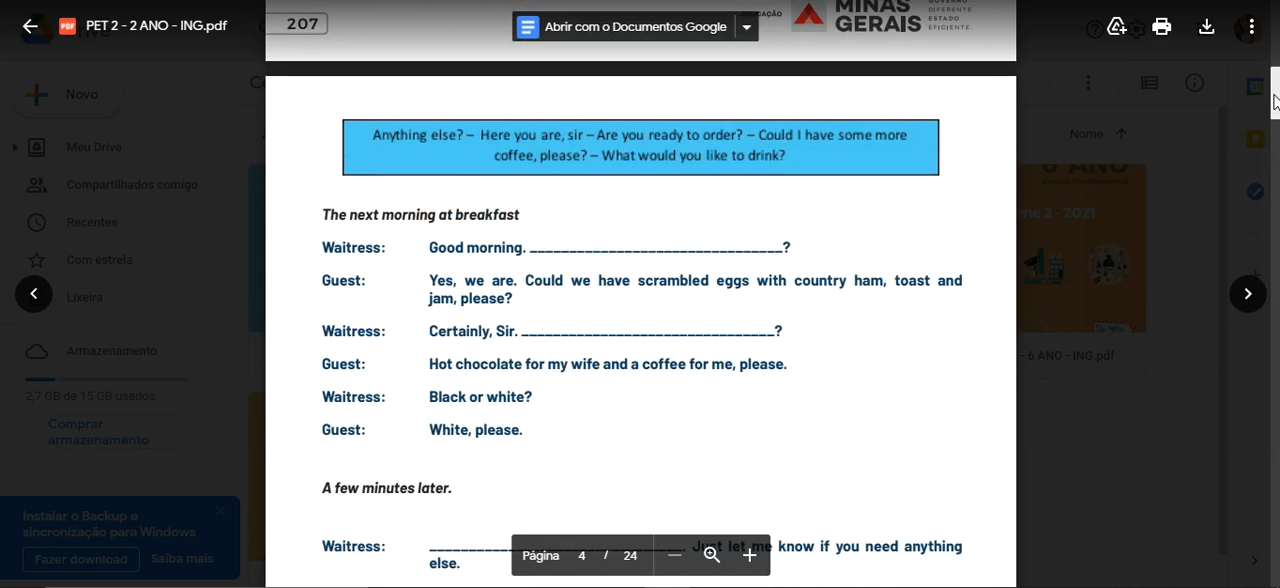 PET 2 - 2 ANO - ING.pdf
207
Abrir com o Documentos Google
MINAS
GERAIS
DIFERENTE
ESTADO
EFICIENTE.
Novo
Meu Drive
Compartilhados comigo
Recentes
Com estrela
Lixeira
Armazenamento
2,7 GB de 15 GB usados
Comprar
armazenamento
Instalar o Backup e
sincronização para Windows
Fazer download
Saiba mais
Nome
- 2021
- 6 ANO - ING.pdf
Anything else? – Here you are, sir – Are you ready to order? – Could I have some more
coffee, please? – What would you like to drink?
The next morning at breakfast
Waitress: Good morning. ________________________________?
Guest: Yes, we are. Could we have scrambled eggs with country ham, toast and
jam, please?
Waitress: Certainly, Sir. ________________________________?
Guest: Hot chocolate for my wife and a coffee for me, please.
Waitress: Black or white?
Guest: White, please.
A few minutes later.
Waitress: ________________________________. Just let me know if you need anything
else.
Página 4 / 24